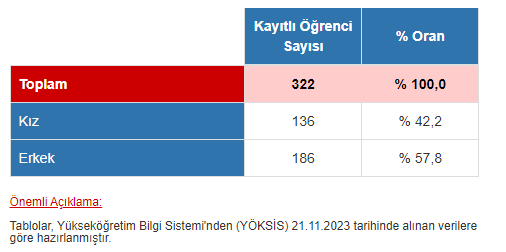 Kayıtlı Öğrenci
Sayısı
% Oran
Toplam 322 % 100,0
Kız 136 % 42,2
Erkek 186 % 57,8
Önemli Açıklama:
Tablolar, Yükseköğretim Bilgi Sistemi'nden (YÖKSİS) 21.11.2023 tarihinde alınan verilere
göre hazırlanmıştır.